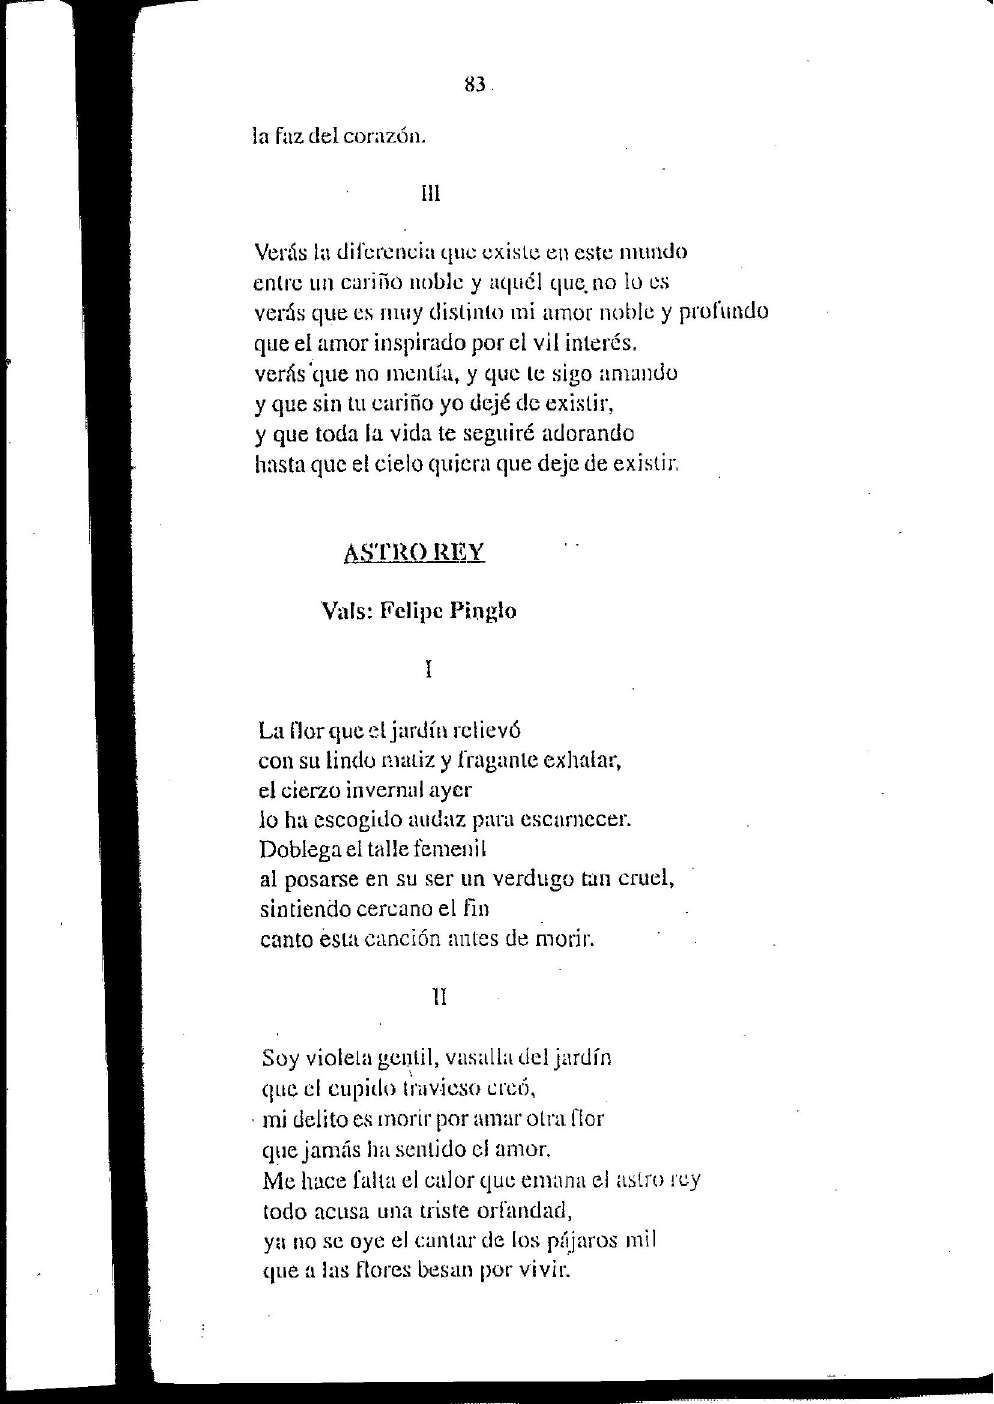 83
la faz del corazón.
III
Verás la diferencia que existe en este mundo
entre un cariño noble y aquél que no lo es
verás que es muy distinto mi amor noble y profundo
que el amor inspirado por el vil interés.
verás que no mentía, y que te sigo amando
y que sin tu cariño yo dejé de existir,
y que toda la vida te seguiré adorando
hasta que el cielo quiera que deje de existir.
ASTRO REY
Vals: Felipe Pinglo
I
La flor que el jardín relievó
con su lindo matiz y fragante exhalar,
el cierzo invernal ayer
lo ha escogido audaz para escarnecer.
Doblega el talle femenil
al posarse en su ser un verdugo tan cruel,
sintiendo cercano el fin
canto esta canción antes de morir.
II
Soy violeta gentil, vasalla del jardín
que el cupido travieso creó,
mi delito es morir por amar otra flor
que jamás ha sentido el amor.
Me hace falta el calor que emana el astro rey
todo acusa una triste orfandad,
ya no se oye el cantar de los pájaros mil
que a las flores besan por vivir.